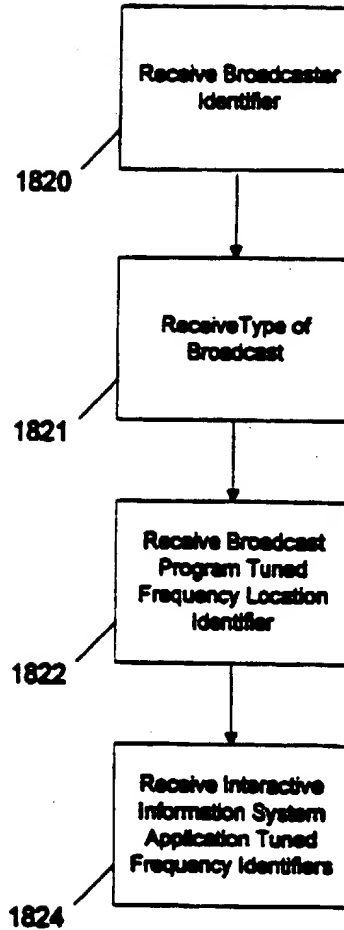 Receive Broadcaster
Identifier
1820
ReceiveType of
Broadcast
1821
Receive Broadcast
Program Tuned
Frequency Location
Identifier
1822
Receive Interactive
Information System
Application Tuned
Frequency Identifiers
1824